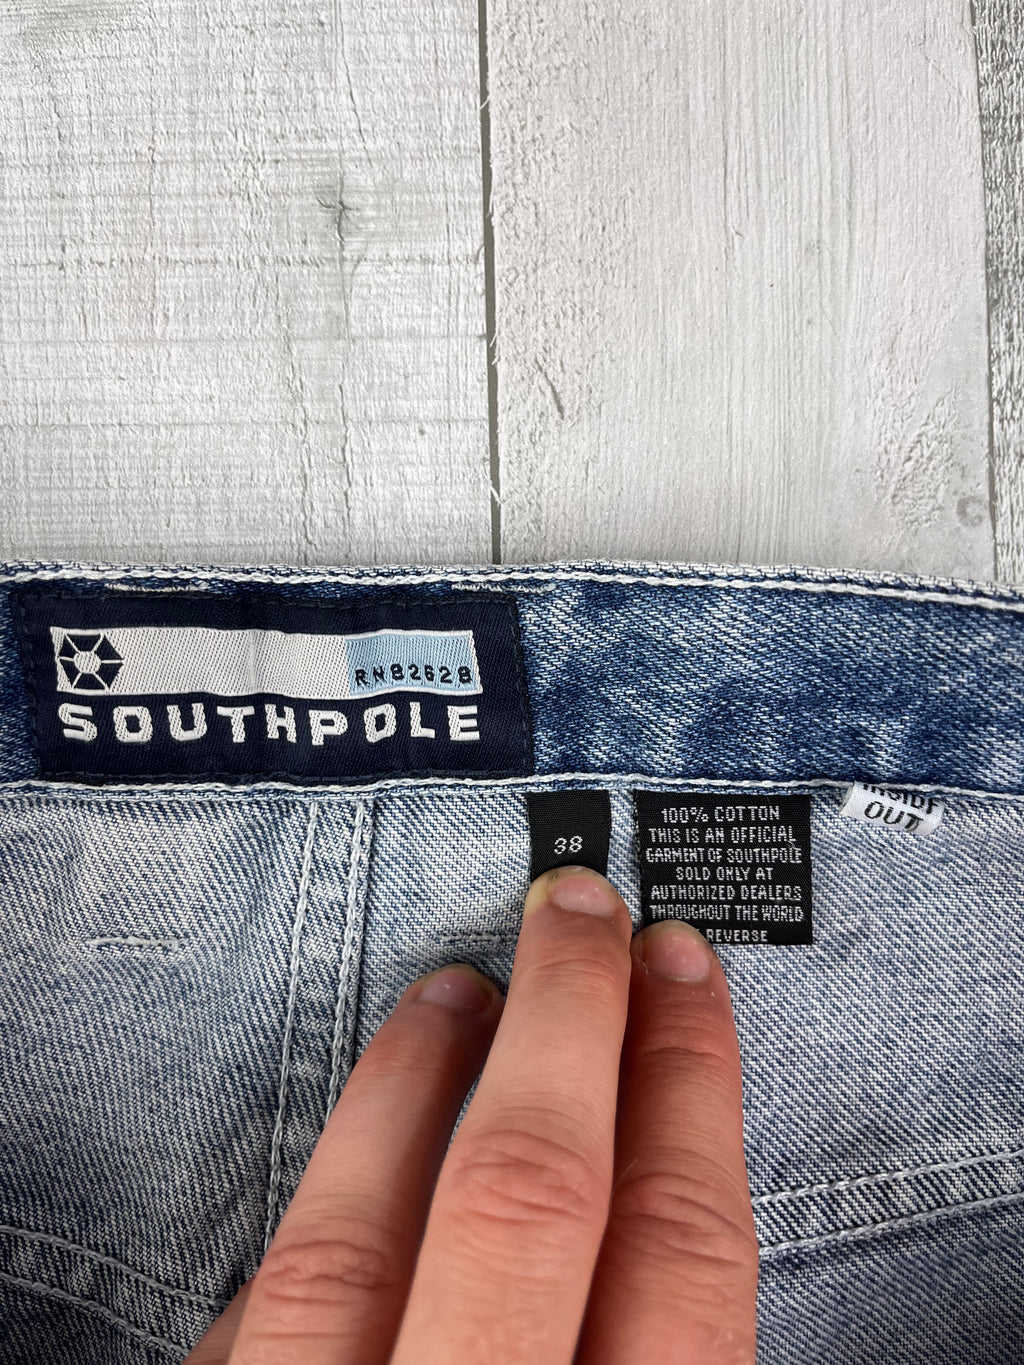 RN82628
SOUTHPOLE
38
100% COTTON
THIS IS AN OFFICIAL
GARMENT OF SOUTHPOLE
SOLD ONLY AT
AUTHORIZED DEALERS
THROUGHOUT THE WORLD
REVERSE
INSIDE
OUT